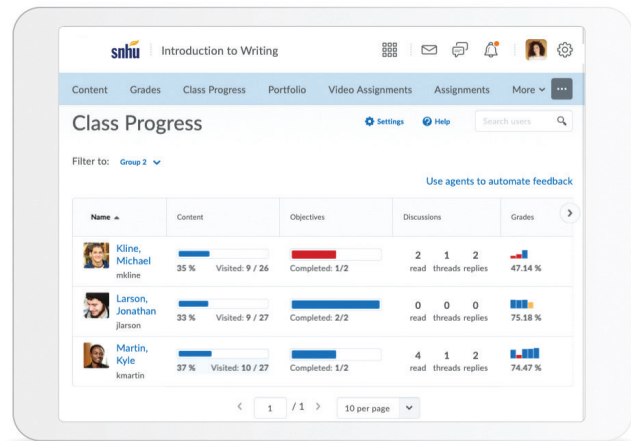 snhu Introduction to Writing
Content Grades Class Progress Portfolio Video Assignments Assignments More
Class Progress Settings Help Search users
Filter to: Group 2
Use agents to automate feedback
Name Content Objectives Discussions Grades
Kline, Michael
mkline
35 % Visited: 9 / 26
Completed: 1/2
2 1 2
read threads replies
47.14 %
Larson, Jonathan
jlarson
33 % Visited: 9 / 27
Completed: 2/2
0 0 0
read threads replies
75.18 %
Martin, Kyle
kmartin
37 % Visited: 10 / 27
Completed: 1/2
4 1 2
read threads replies
74.47 %
1 / 1 10 per page